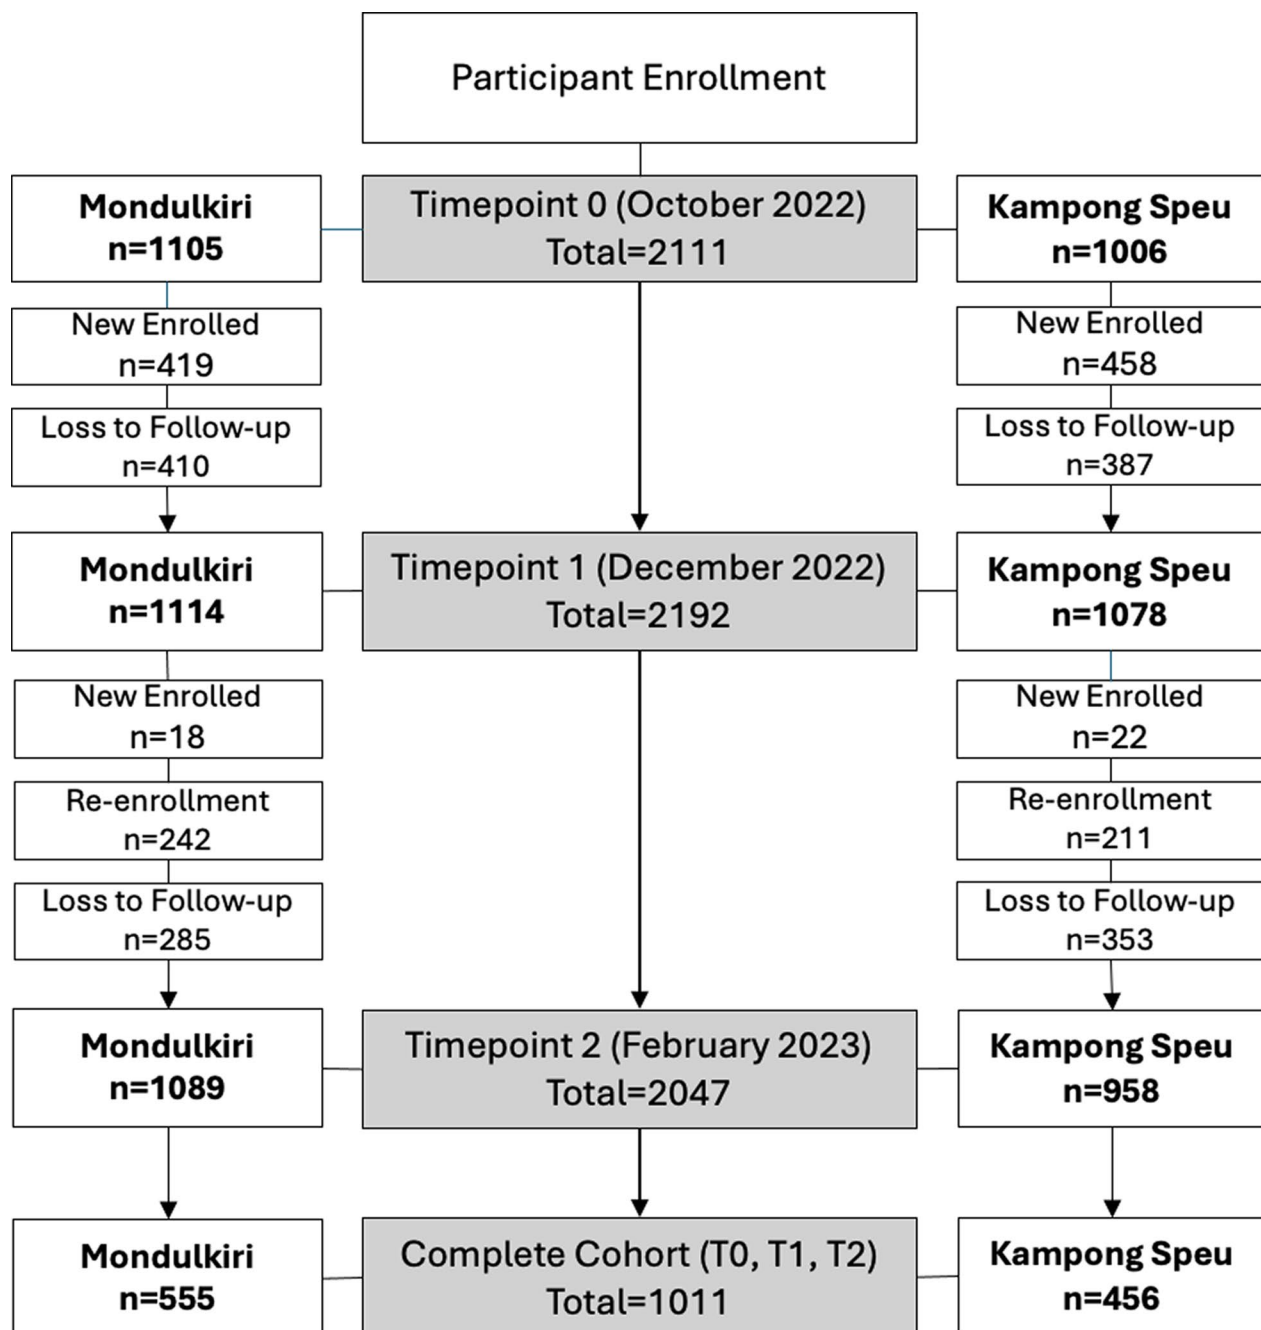 Participant Enrollment
Mondulkiri
n=1105
Timepoint 0 (October 2022)
Total=2111
Kampong Speu
n=1006
New Enrolled
n=419
New Enrolled
n=458
Loss to Follow-up
n=410
Loss to Follow-up
n=387
Mondulkiri
n=1114
Timepoint 1 (December 2022)
Total=2192
Kampong Speu
n=1078
New Enrolled
n=18
New Enrolled
n=22
Re-enrollment
n=242
Re-enrollment
n=211
Loss to Follow-up
n=285
Loss to Follow-up
n=353
Mondulkiri
n=1089
Timepoint 2 (February 2023)
Total=2047
Kampong Speu
n=958
Mondulkiri
n=555
Complete Cohort (T0, T1, T2)
Total=1011
Kampong Speu
n=456